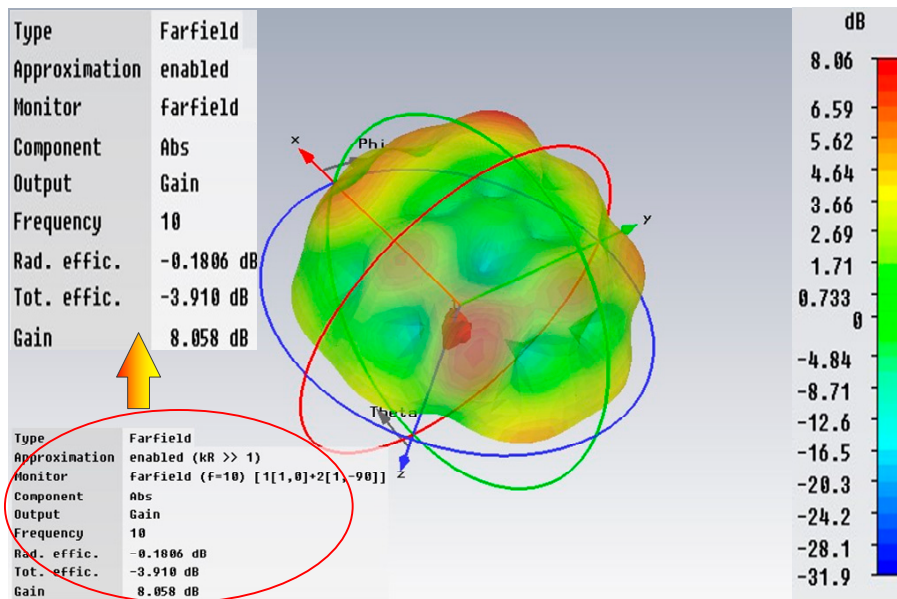 Type Farfield
Approximation enabled
Monitor Farfield
Component Abs
Output Gain
Frequency 10
Rad. effic. -0.1806 dB
Tot. effic. -3.910 dB
Gain 8.058 dB
x
Phi
y
Theta
z
Type Farfield
Approximation enabled (kR >> 1)
Monitor farfield (f=10) [1[1,0]+2[1,-90]]
Component Abs
Output Gain
Frequency 10
Rad. effic. -0.1806 dB
Tot. effic. -3.910 dB
Gain 8.058 dB
dB
8.06
6.59
5.62
4.64
3.66
2.69
1.71
0.733
0
-4.84
-8.71
-12.6
-16.5
-20.3
-24.2
-28.1
-31.9